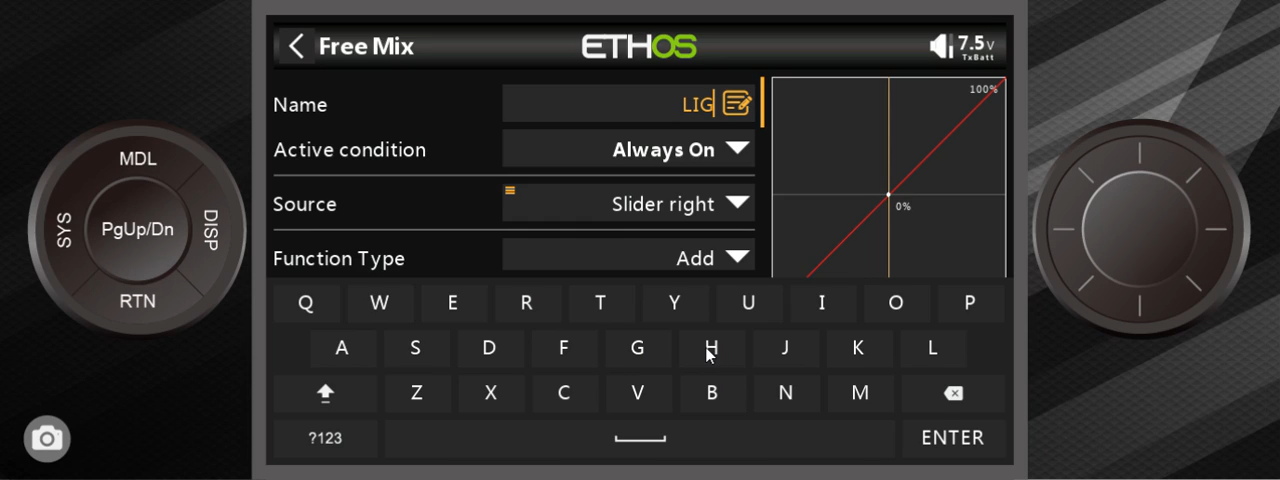 Free Mix
ETHOS
7.5V
TxBatt
Name
LIG
Active condition
Always On
Source
Slider right
Function Type
Add
100%
0%
MDL
SYS
PgUp/Dn
DISP
RTN
Q W E R T Y U I O P
A S D F G H J K L
Z X C V B N M
?123
ENTER